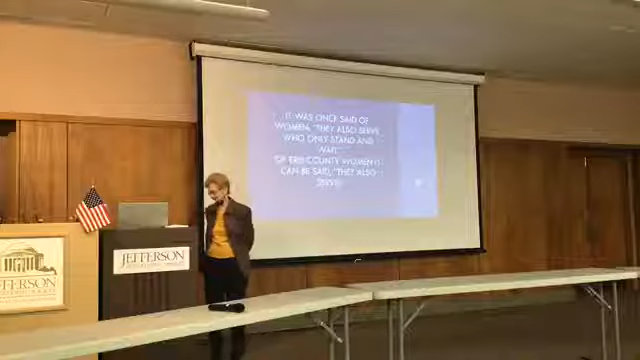 IT WAS ONCE SAID OF
WOMEN, "THEY ALSO SERVE
WHO ONLY STAND AND
WAIT."
OF ERIE COUNTY WOMEN IT
CAN BE SAID, "THEY ALSO
JEFFERSON
JEFFERSON